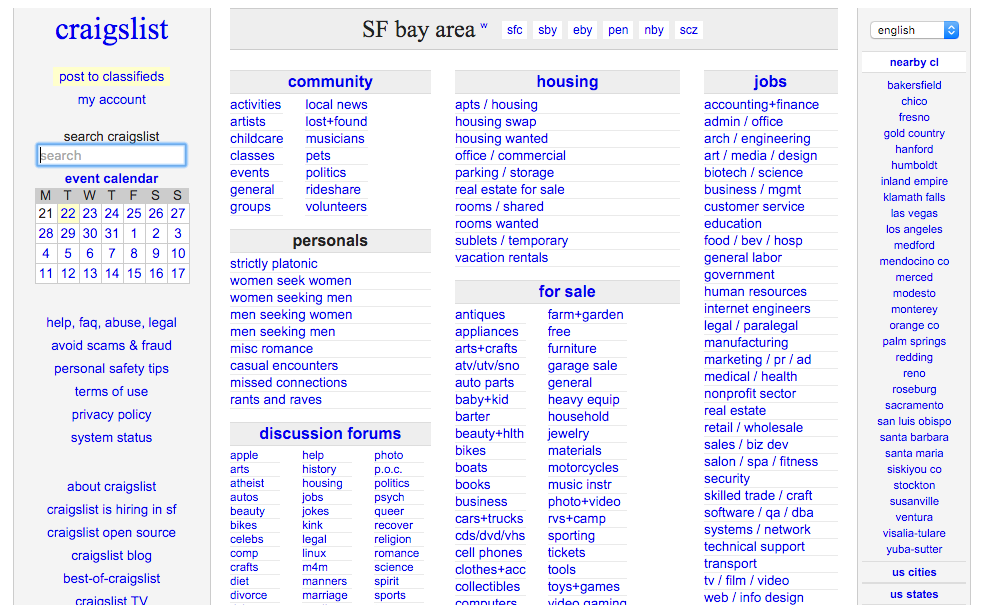 craigslist
post to classifieds
my account
search craigslist
search
event calendar
M T W T F S S
21 22 23 24 25 26 27
28 29 30 31 1 2 3
4 5 6 7 8 9 10
11 12 13 14 15 16 17
help, faq, abuse, legal
avoid scams & fraud
personal safety tips
terms of use
privacy policy
system status
about craigslist
craigslist is hiring in sf
craigslist open source
craigslist blog
best-of-craigslist
craigslist TV
SF bay area w sfc sby eby pen nby scz
community
activities
artists
childcare
classes
events
general
groups
local news
lost+found
musicians
pets
politics
rideshare
volunteers
personals
strictly platonic
women seek women
women seeking men
men seeking women
men seeking men
misc romance
casual encounters
missed connections
rants and raves
discussion forums
apple
arts
atheist
autos
beauty
bikes
celebs
comp
crafts
diet
divorce
help
history
housing
jobs
jokes
kink
legal
linux
m4m
manners
marriage
photo
p.o.c.
politics
psych
queer
recover
religion
romance
science
spirit
sports
housing
apts / housing
housing swap
housing wanted
office / commercial
parking / storage
real estate for sale
rooms / shared
rooms wanted
sublets / temporary
vacation rentals
for sale
antiques
appliances
arts+crafts
atv/utv/sno
auto parts
baby+kid
barter
beauty+hlth
bikes
boats
books
business
cars+trucks
cds/dvd/vhs
cell phones
clothes+acc
collectibles
computers
farm+garden
free
furniture
garage sale
general
heavy equip
household
jewelry
materials
motorcycles
music instr
photo+video
rvs+camp
sporting
tickets
tools
toys+games
video gaming
jobs
accounting+finance
admin / office
arch / engineering
art / media / design
biotech / science
business / mgmt
customer service
education
food / bev / hosp
general labor
government
human resources
internet engineers
legal / paralegal
manufacturing
marketing / pr / ad
medical / health
nonprofit sector
real estate
retail / wholesale
sales / biz dev
salon / spa / fitness
security
skilled trade / craft
software / qa / dba
systems / network
technical support
transport
tv / film / video
web / info design
english
nearby cl
bakersfield
chico
fresno
gold country
hanford
humboldt
inland empire
klamath falls
las vegas
los angeles
medford
mendocino co
merced
modesto
monterey
orange co
palm springs
redding
reno
roseburg
sacramento
san luis obispo
santa barbara
santa maria
siskiyou co
stockton
susanville
ventura
visalia-tulare
yuba-sutter
us cities
us states